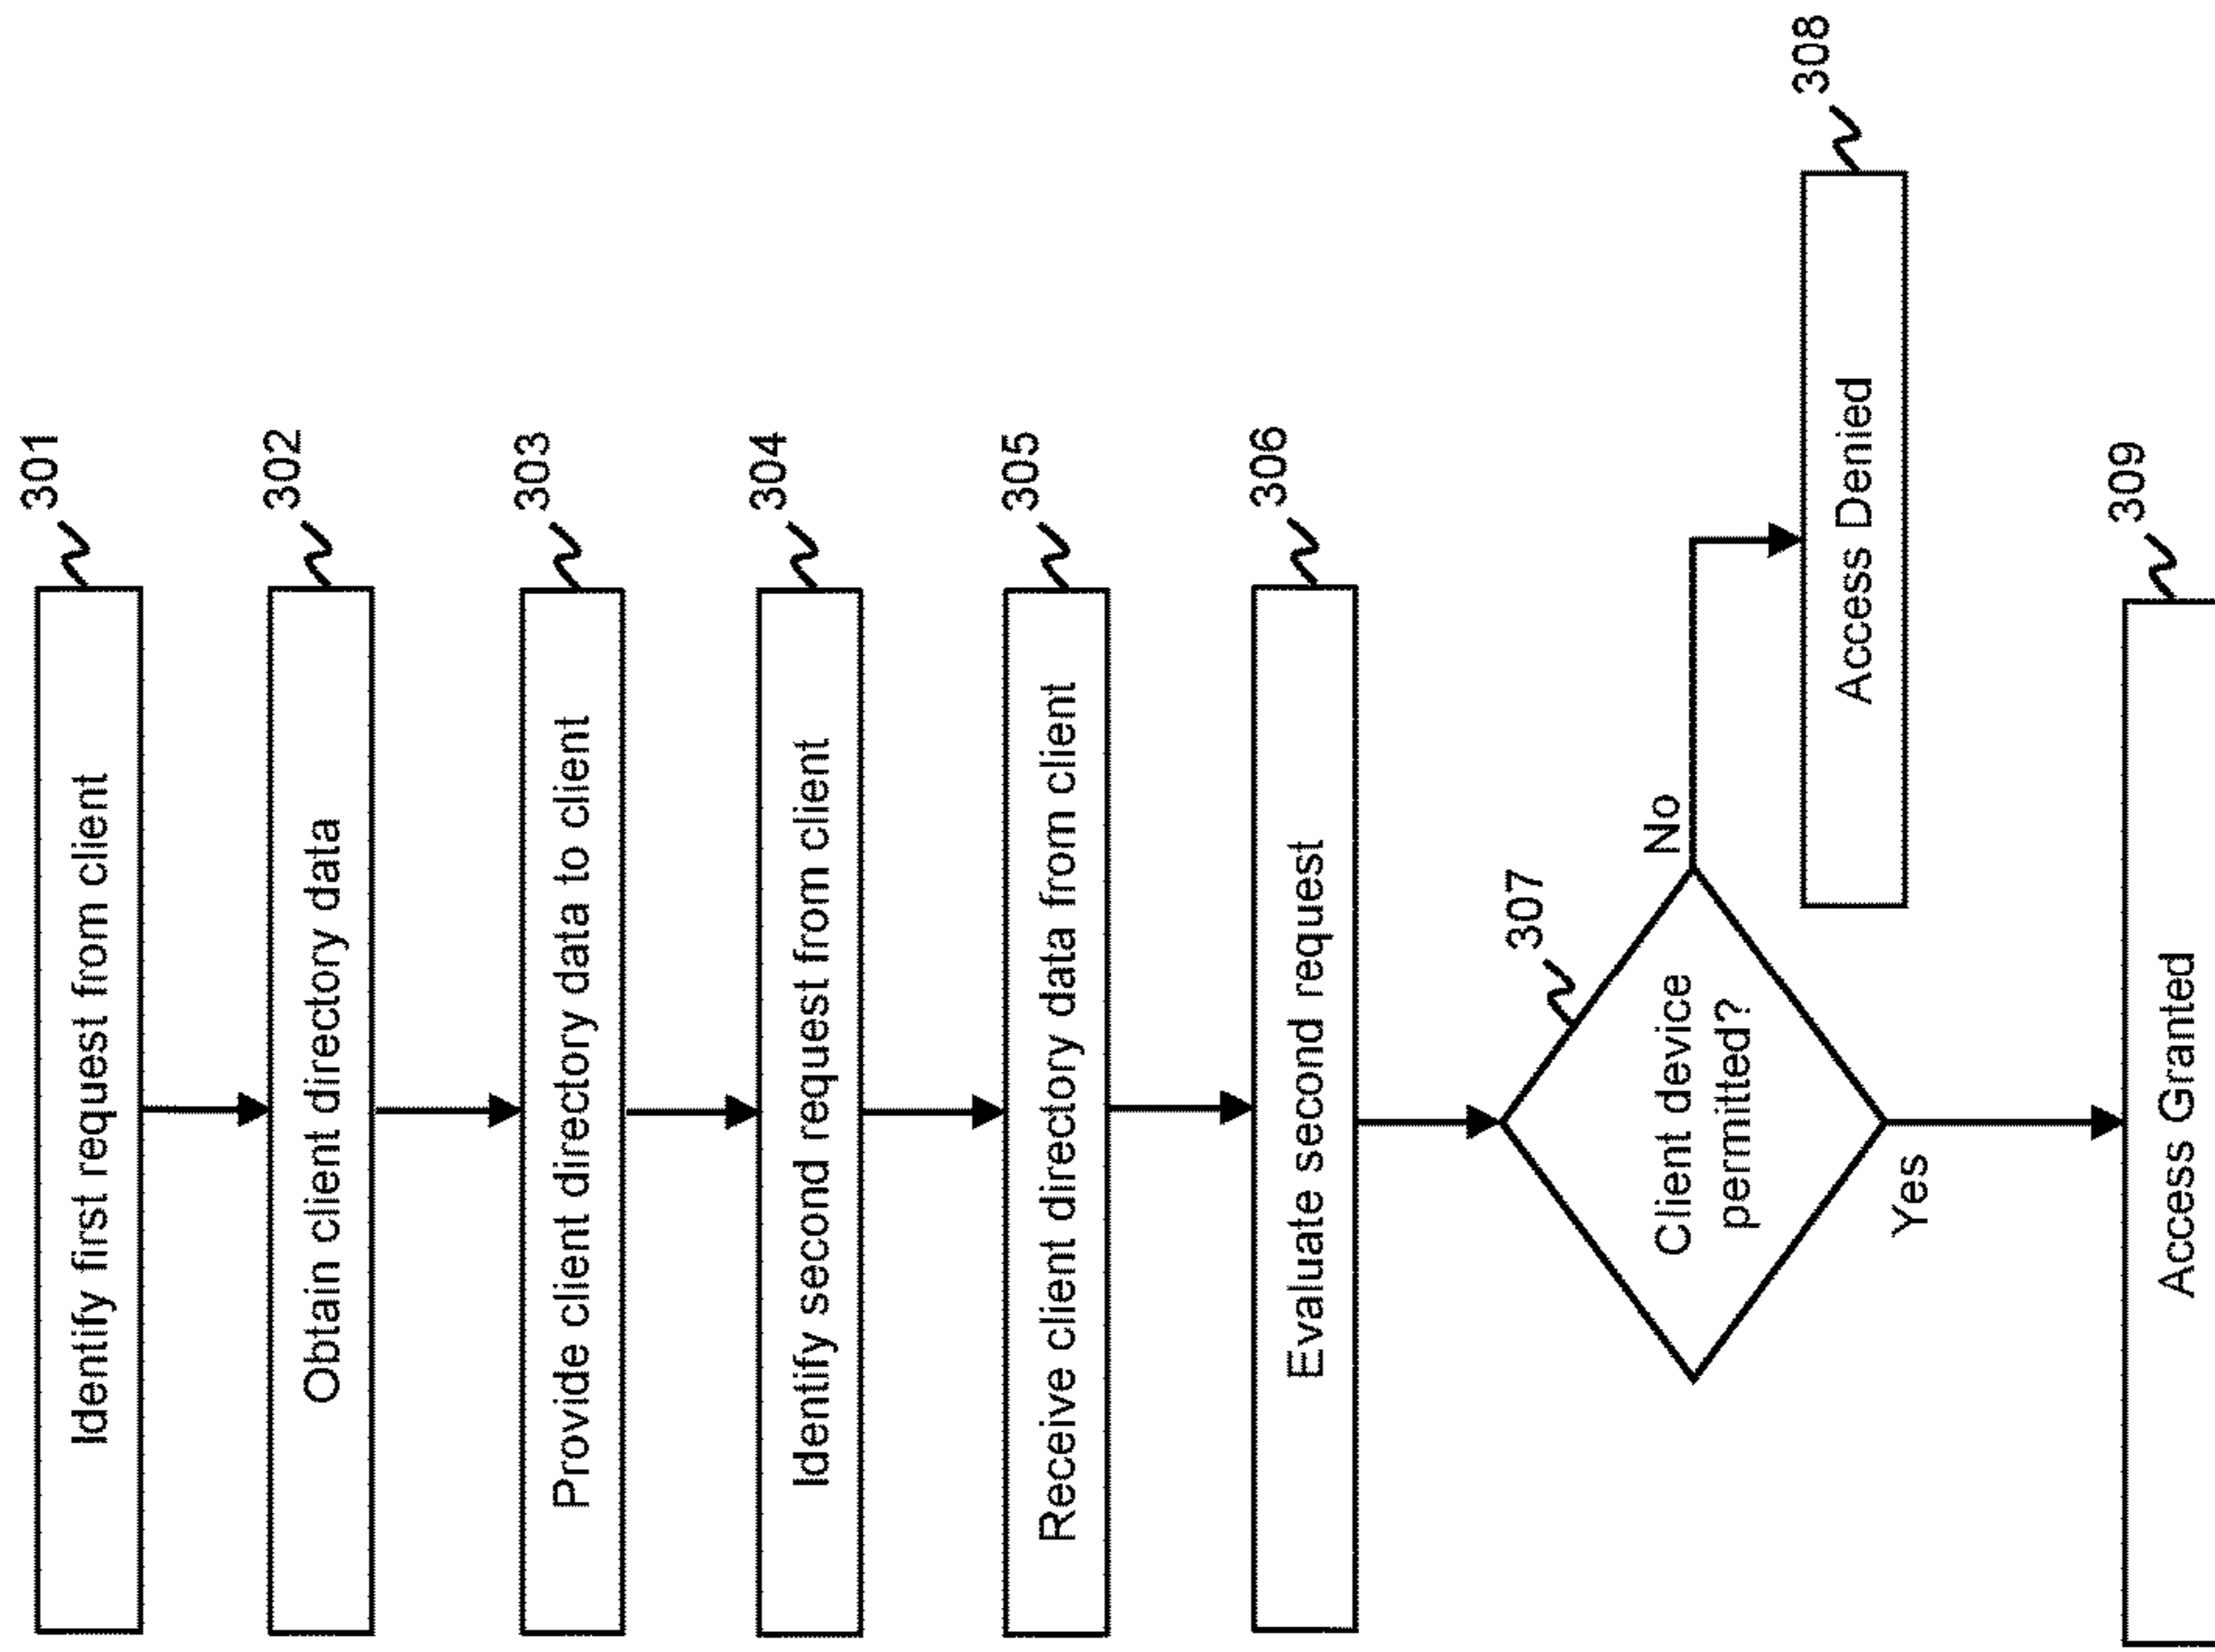 301
Identify first request from client
302
Obtain client directory data
303
Provide client directory data to client
304
Identify second request from client
305
Receive client directory data from client
306
Evaluate second request
307
Client device
permitted?
No
308
Access Denied
Yes
309
Access Granted